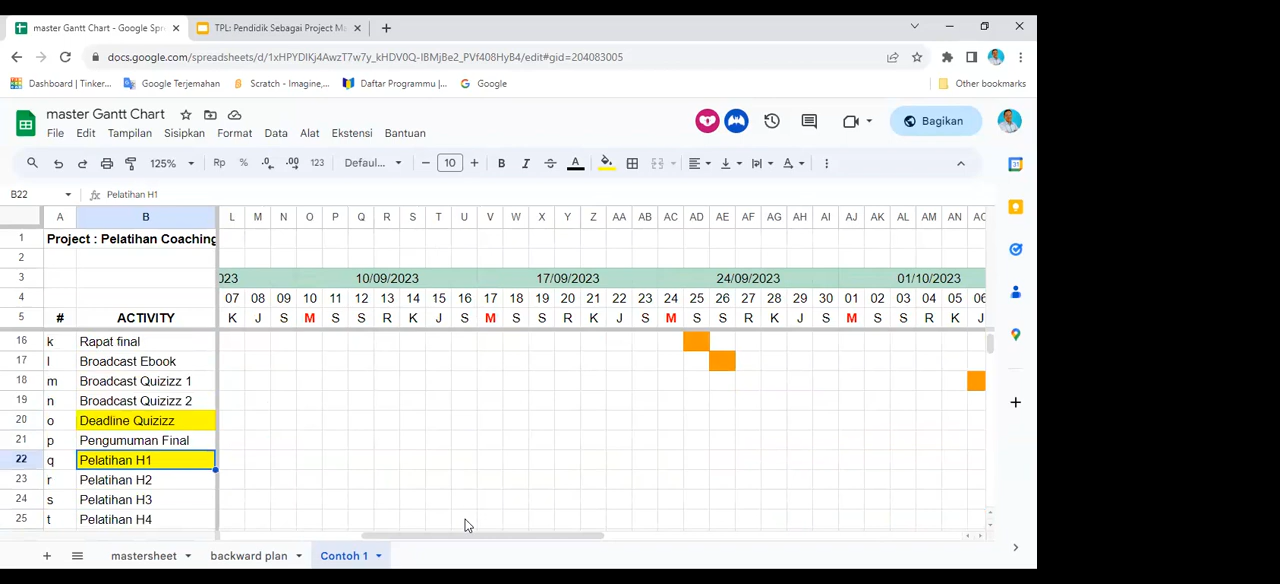 master Gantt Chart - Google Spr
TPL: Pendidik Sebagai Project Ma
docs.google.com/spreadsheets/d/1xHPYDIKj4AwzT7w7y_kHDV0Q-IBMjBe2_PVf408HyB4/edit#gid=204083005
Dashboard | Tinker... Google Terjemahan Scratch - Imagine,... Daftar Programmu |... Google Other bookmarks
master Gantt Chart
File Edit Tampilan Sisipkan Format Data Alat Ekstensi Bantuan
Bagikan
125% Rp % .0 .00 123 Defaul... 10 B I A
B22 fx Pelatihan H1
A B L M N O P Q R S T U V W X Y Z AA AB AC AD AE AF AG AH AI AJ AK AL AM AN AO
1 Project : Pelatihan Coaching
2
3 023 10/09/2023 17/09/2023 24/09/2023 01/10/2023
4 07 08 09 10 11 12 13 14 15 16 17 18 19 20 21 22 23 24 25 26 27 28 29 30 01 02 03 04 05 06
5 # ACTIVITY K J S M S S R K J S M S S R K J S M S S R K J S M S S R K J
16 k Rapat final
17 l Broadcast Ebook
18 m Broadcast Quizizz 1
19 n Broadcast Quizizz 2
20 o Deadline Quizizz
21 p Pengumuman Final
22 q Pelatihan H1
23 r Pelatihan H2
24 s Pelatihan H3
25 t Pelatihan H4
mastersheet backward plan Contoh 1